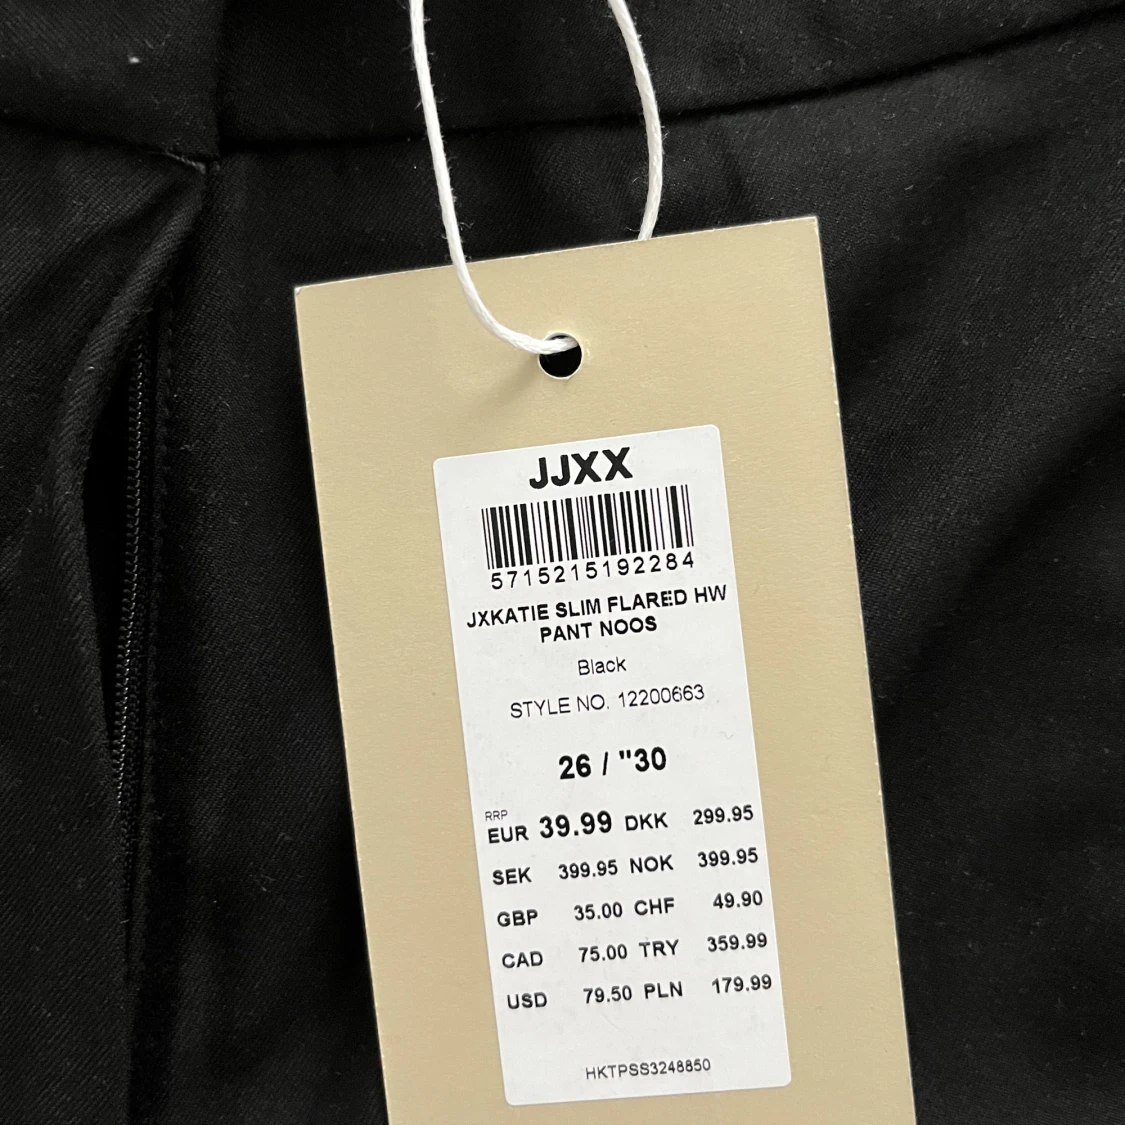 JJXX
5715215192284
JXKATIE SLIM FLARED HW
PANT NOOS
Black
STYLE NO. 12200663
26 / "30
RRP
EUR 39.99 DKK 299.95
SEK 399.95 NOK 399.95
GBP 35.00 CHF 49.90
CAD 75.00 TRY 359.99
USD 79.50 PLN 179.99
HKTPSS3248850